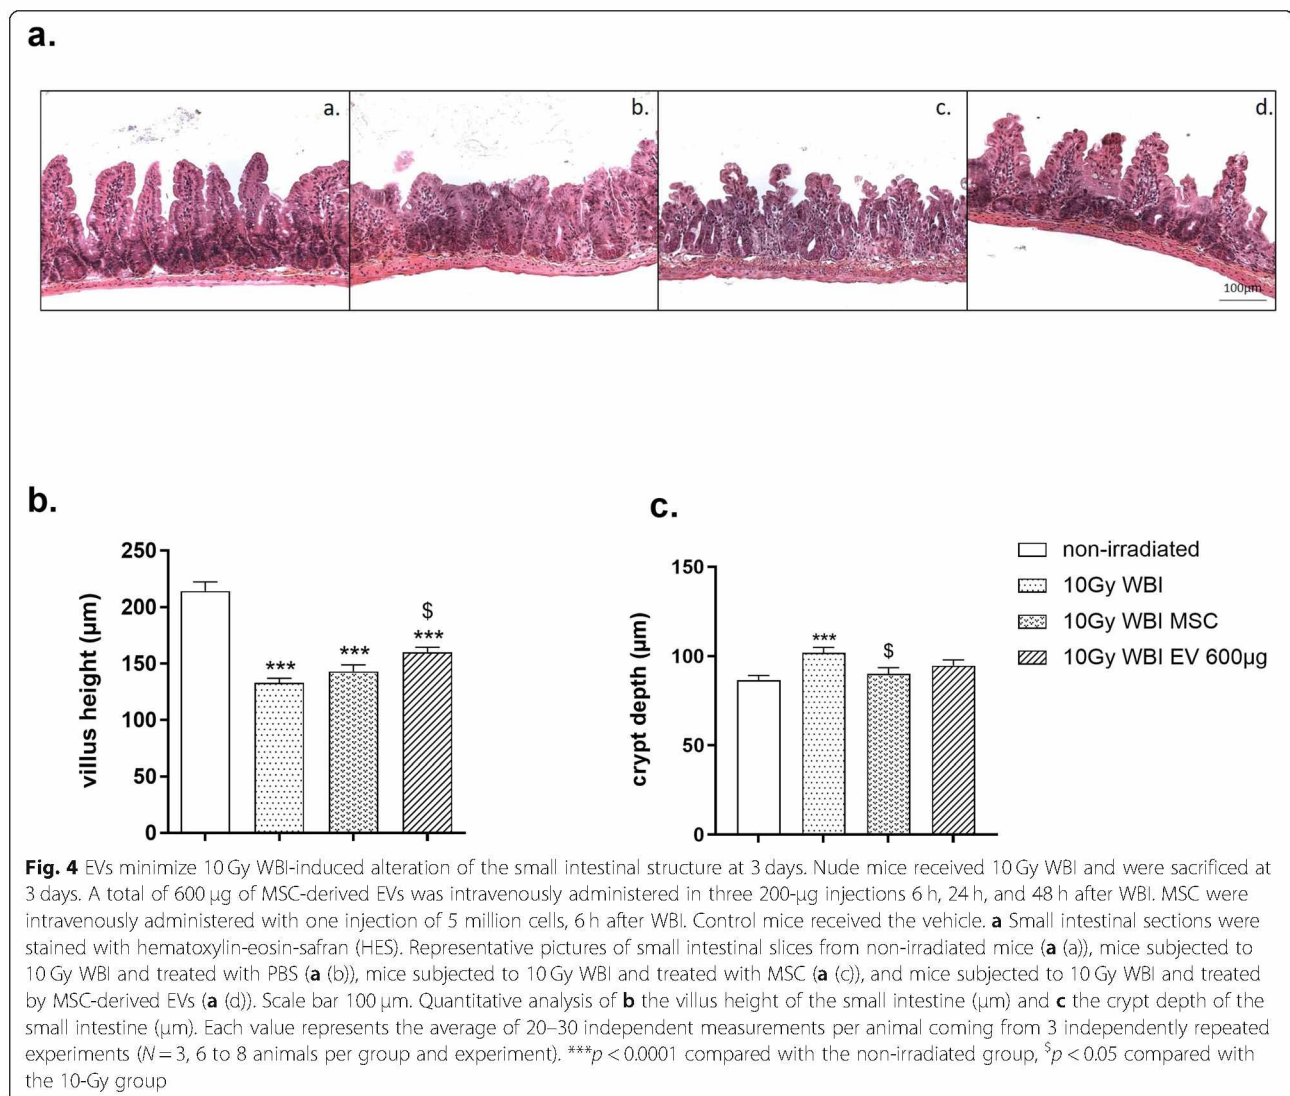 a.
a. b. c. d.
100µm
b.
c.
villus height (µm)
250
200
150
100
50
0
***
***
$
***
crypt depth (µm)
150
100
50
0
***
$
non-irradiated
10Gy WBI
10Gy WBI MSC
10Gy WBI EV 600µg
Fig. 4 EVs minimize 10 Gy WBI-induced alteration of the small intestinal structure at 3 days. Nude mice received 10 Gy WBI and were sacrificed at
3 days. A total of 600 µg of MSC-derived EVs was intravenously administered in three 200-µg injections 6 h, 24 h, and 48 h after WBI. MSC were
intravenously administered with one injection of 5 million cells, 6 h after WBI. Control mice received the vehicle. a Small intestinal sections were
stained with hematoxylin-eosin-safran (HES). Representative pictures of small intestinal slices from non-irradiated mice (a (a)), mice subjected to
10 Gy WBI and treated with PBS (a (b)), mice subjected to 10 Gy WBI and treated with MSC (a (c)), and mice subjected to 10 Gy WBI and treated
by MSC-derived EVs (a (d)). Scale bar 100 µm. Quantitative analysis of b the villus height of the small intestine (µm) and c the crypt depth of the
small intestine (µm). Each value represents the average of 20–30 independent measurements per animal coming from 3 independently repeated
experiments (N = 3, 6 to 8 animals per group and experiment). ***p < 0.0001 compared with the non-irradiated group, $p < 0.05 compared with
the 10-Gy group